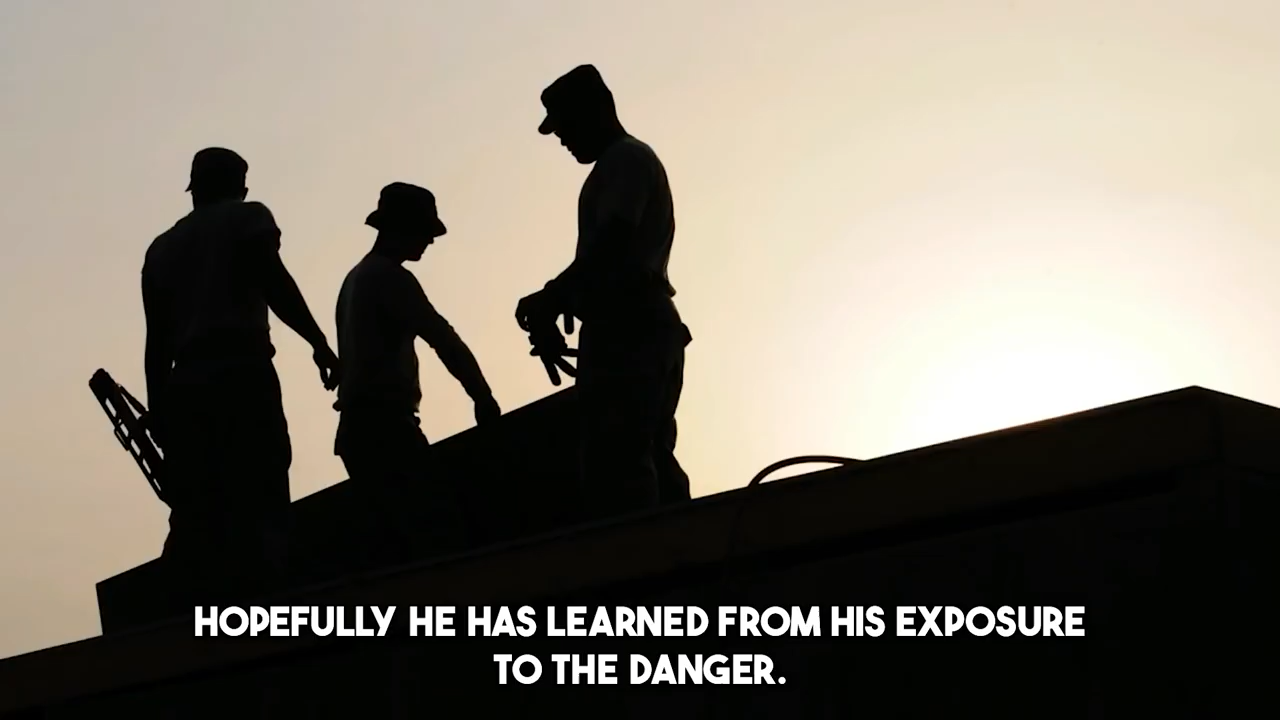 HOPEFULLY HE HAS LEARNED FROM HIS EXPOSURE
TO THE DANGER.